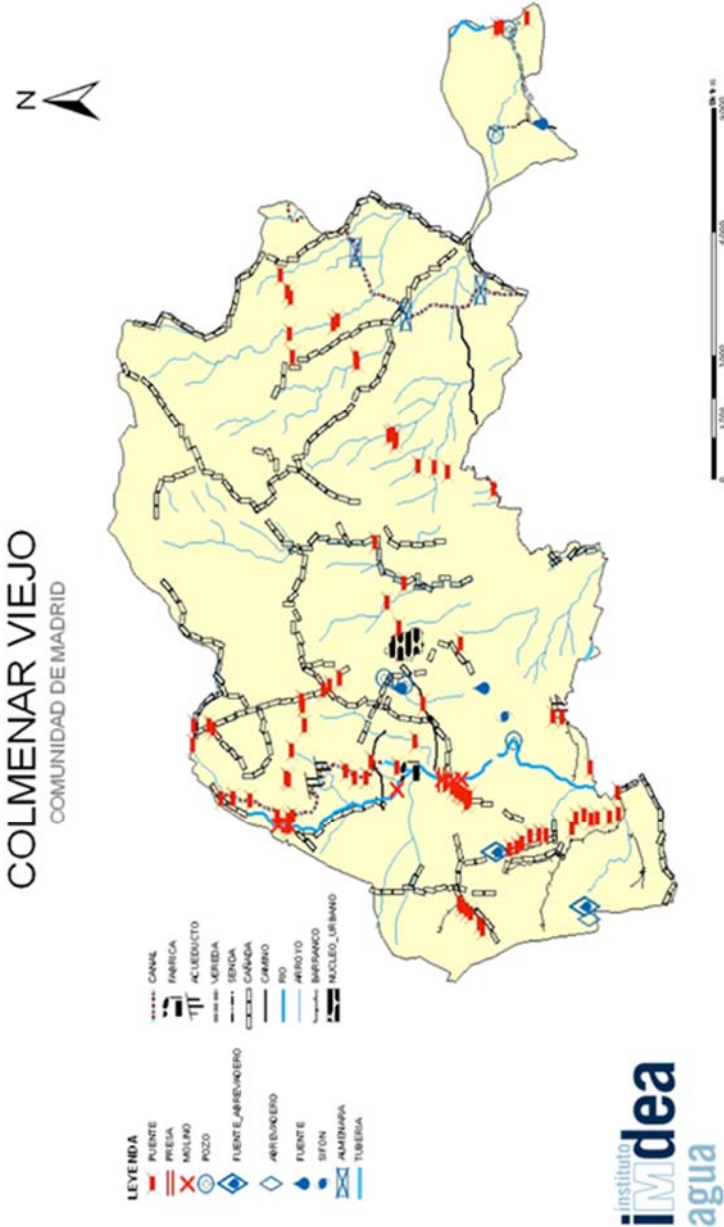 COLMENAR VIEJO
COMUNIDAD DE MADRID
N
LEYENDA
PUENTE
PRESA
MOLINO
POZO
FUENTE_ABREVADERO
ABREVADERO
FUENTE
SIFON
ALMENARA
TUBERIA
CANAL
FABRICA
ACUEDUCTO
VEREDA
SENDA
CAÑADA
CAMINO
RIO
ARROYO
BARRANCO
NUCLEO_URBANO
instituto
iMdea
agua